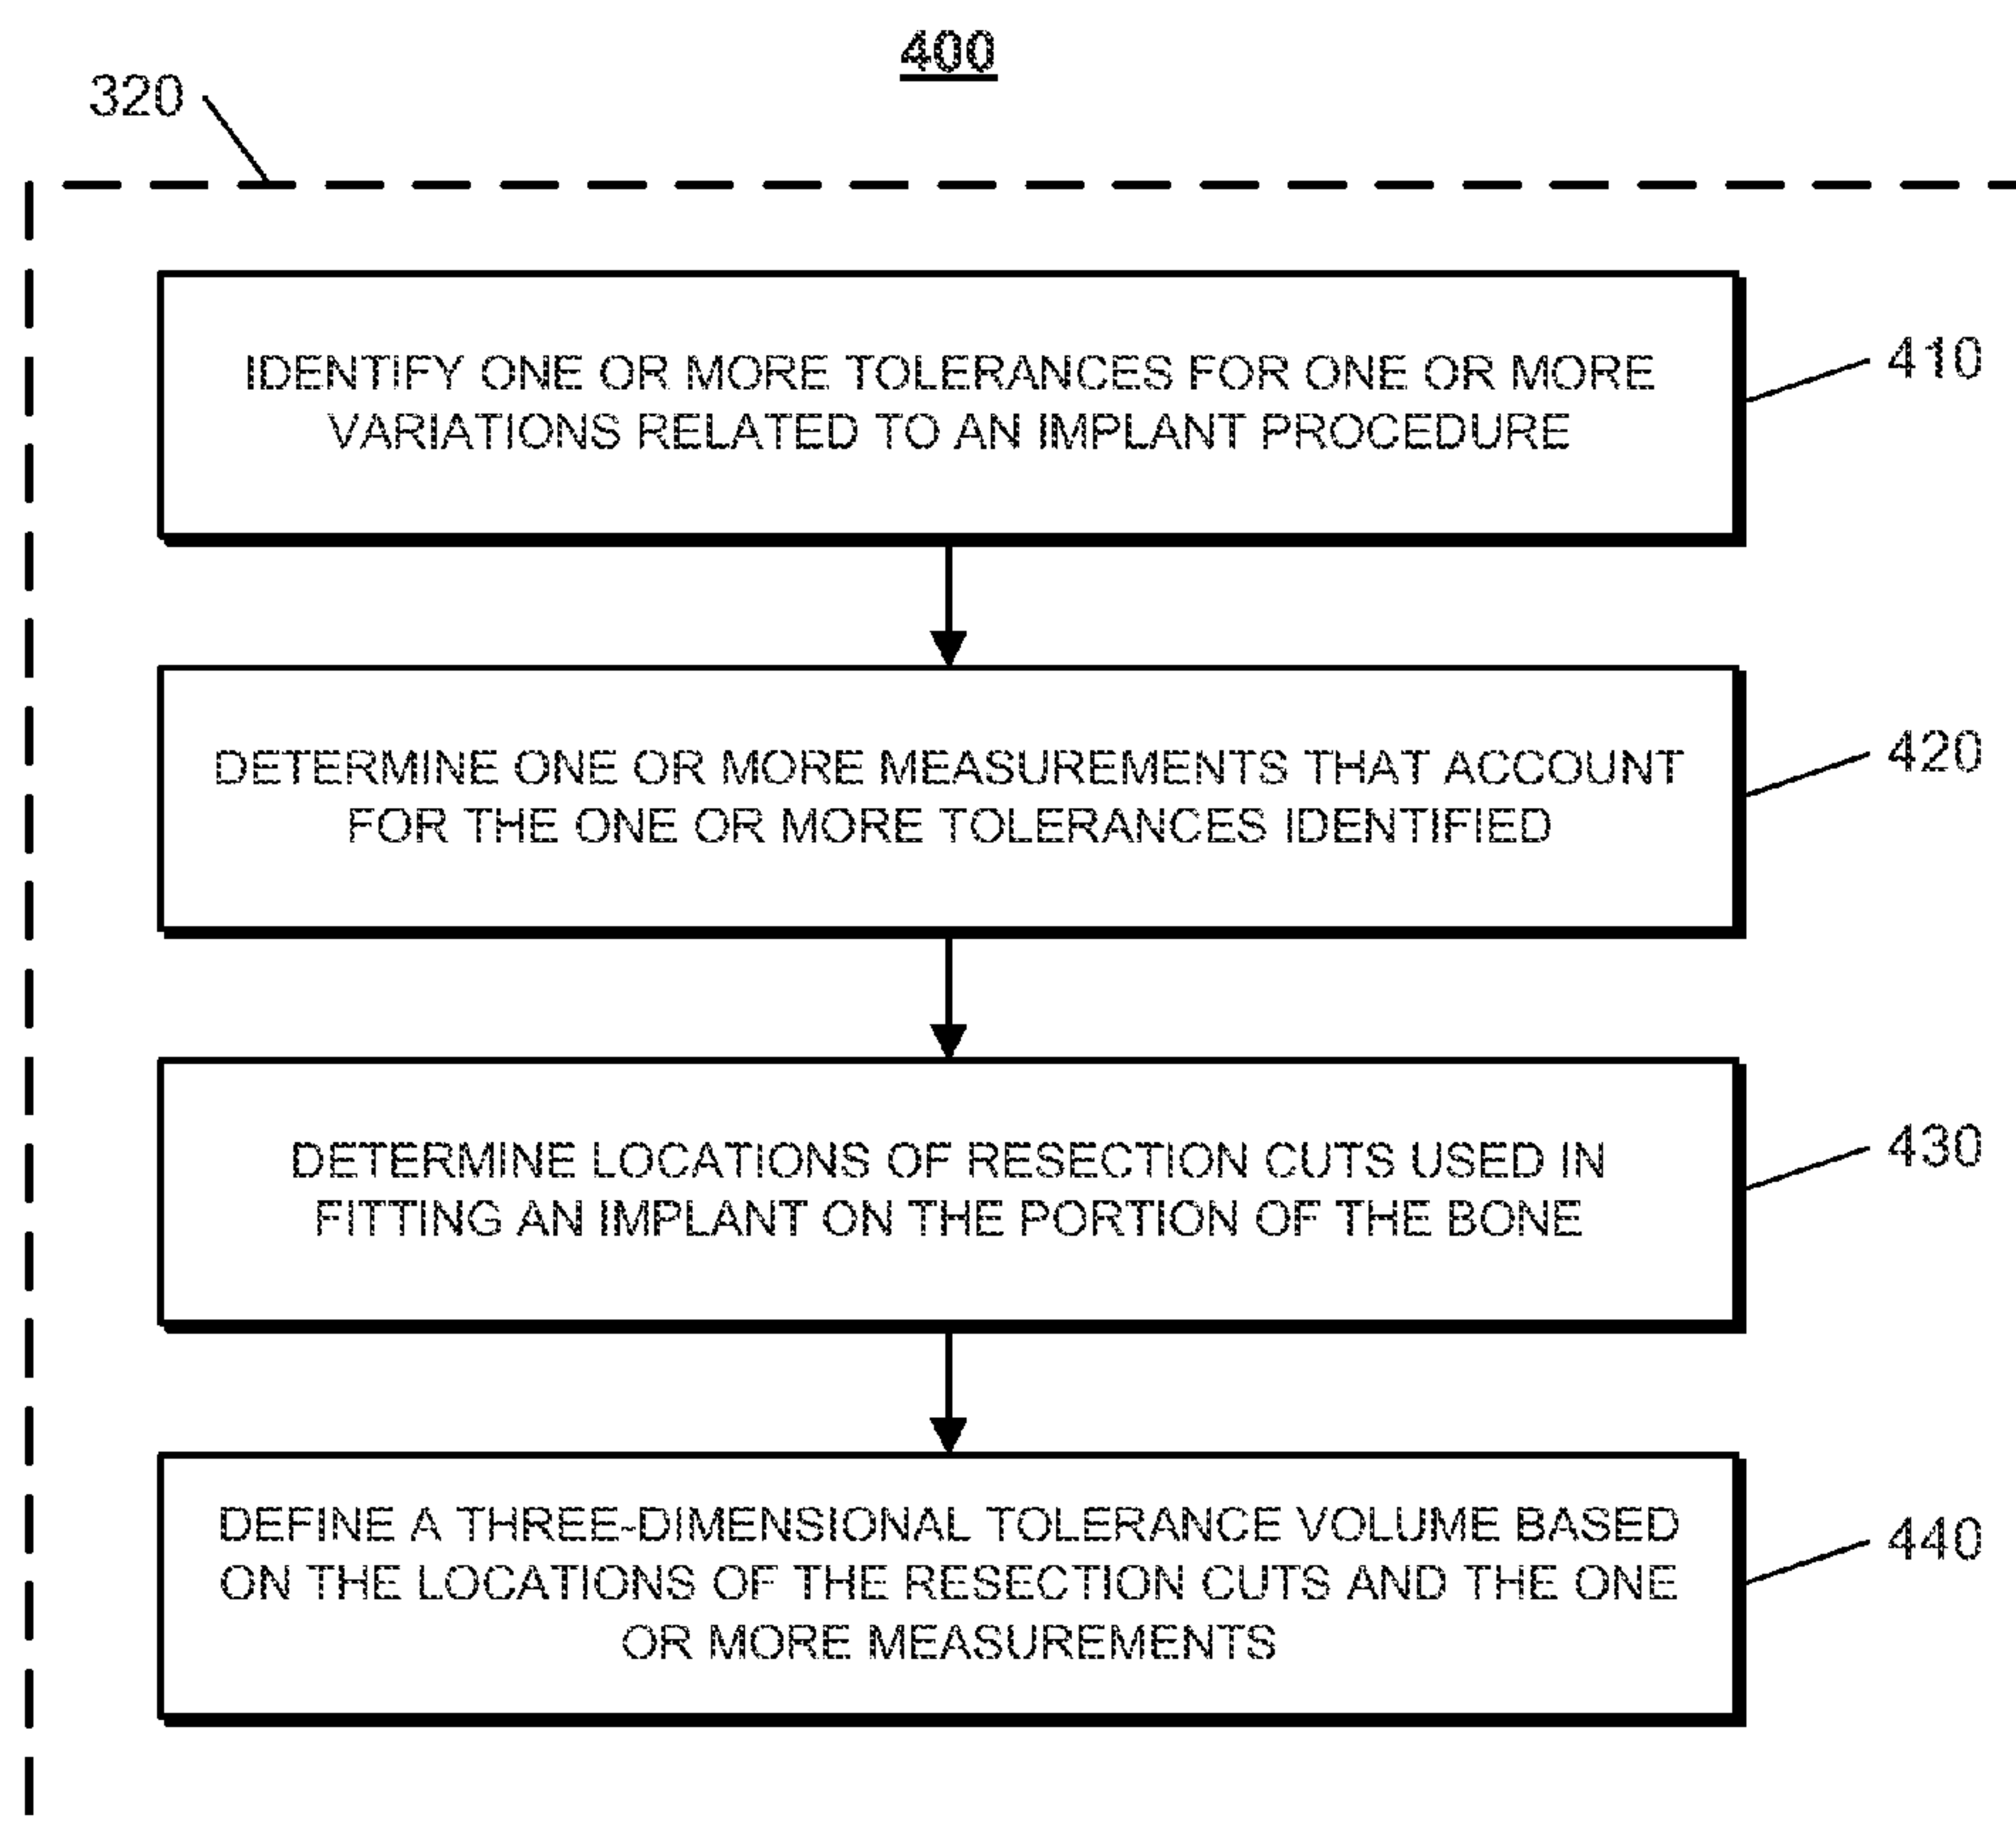 400
320
IDENTIFY ONE OR MORE TOLERANCES FOR ONE OR MORE
VARIATIONS RELATED TO AN IMPLANT PROCEDURE
410
DETERMINE ONE OR MORE MEASUREMENTS THAT ACCOUNT
FOR THE ONE OR MORE TOLERANCES IDENTIFIED
420
DETERMINE LOCATIONS OF RESECTION CUTS USED IN
FITTING AN IMPLANT ON THE PORTION OF THE BONE
430
DEFINE A THREE-DIMENSIONAL TOLERANCE VOLUME BASED
ON THE LOCATIONS OF THE RESECTION CUTS AND THE ONE
OR MORE MEASUREMENTS
440